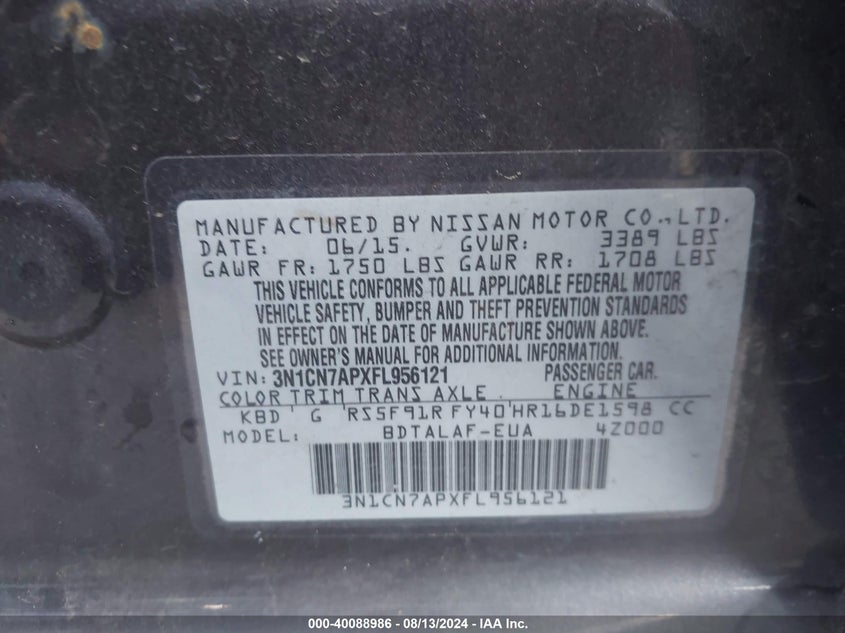 MANUFACTURED BY NISSAN MOTOR CO., LTD.
DATE: 06/15. GVWR: 3389 LBS
GAWR FR: 1750 LBS GAWR RR: 1708 LBS
THIS VEHICLE CONFORMS TO ALL APPLICABLE FEDERAL MOTOR
VEHICLE SAFETY, BUMPER AND THEFT PREVENTION STANDARDS
IN EFFECT ON THE DATE OF MANUFACTURE SHOWN ABOVE.
SEE OWNER'S MANUAL FOR ADDITIONAL INFORMATION.
VIN: 3N1CN7APXFL956121 PASSENGER CAR.
COLOR TRIM TRANS AXLE ENGINE
KBD G RS5F91R FY40 HR16DE1598 CC
MODEL: BDTALAF-EUA 4Z000
3N1CN7APXFL956121
000-40088986 - 08/13/2024 - IAA Inc.